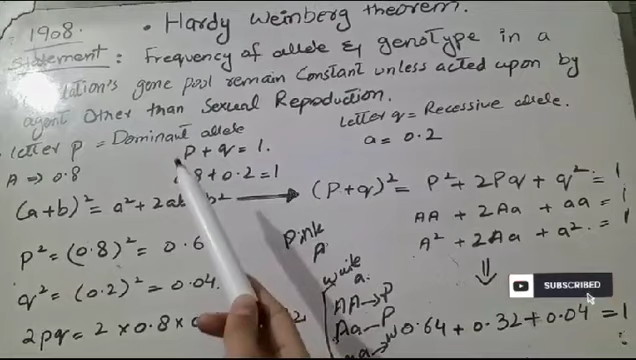 1908.
• Hardy Weinberg theorem.
Statement: Frequency of allele & genotype in a
lation's gene pool remain Constant unless acted upon by
agent Other than Sexual Reproduction.
letter p = Dominant allele
letter q = Recessive allele.
A => 0.8
p + q = 1.
a = 0.2
.8 + 0.2 = 1
(a+b)² = a² + 2ab b² → (P+q)² = P² + 2Pq + q² = 1
AA + 2Aa + aa = 1
A² + 2Aa + a² = 1
P² = (0.8)² = 0.6
Pink
A
q² = (0.2)² = 0.04
white
a.
⇓
SUBSCRIBED
AA → P
Aa → P
aa → w
2pq = 2 × 0.8 ×
0.64 + 0.32 + 0.04 = 1